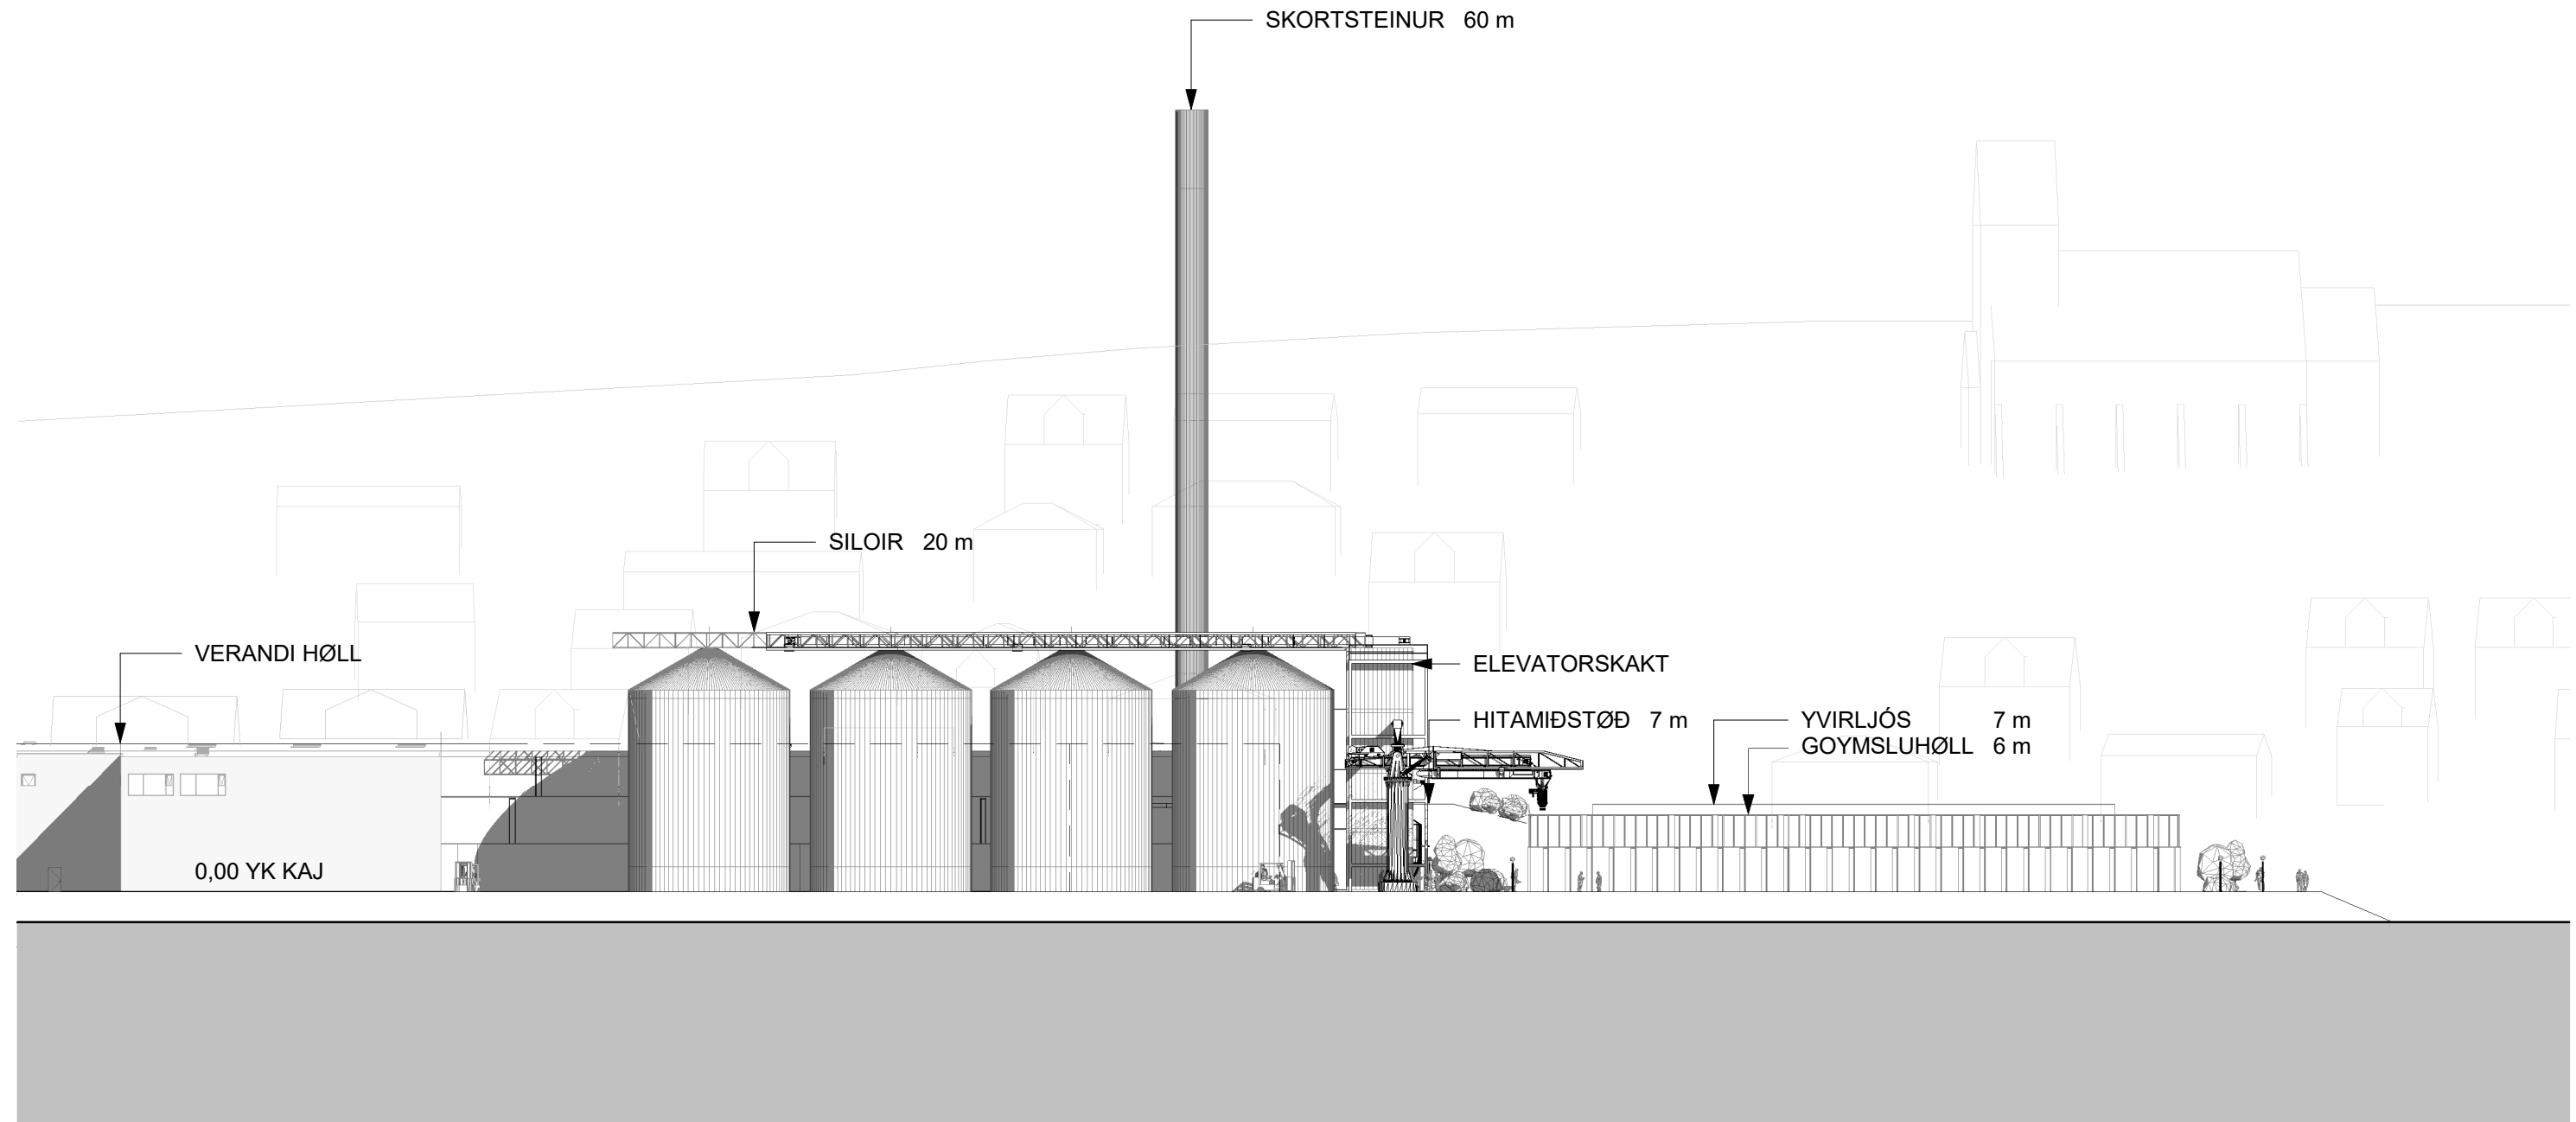 SKORTSTEINUR 60 m
SILOIR 20 m
VERANDI HØLL
ELEVATORSKAKT
HITAMIÐSTØÐ 7 m
YVIRLJÓS 7 m
GOYMSLUHØLL 6 m
0,00 YK KAJ